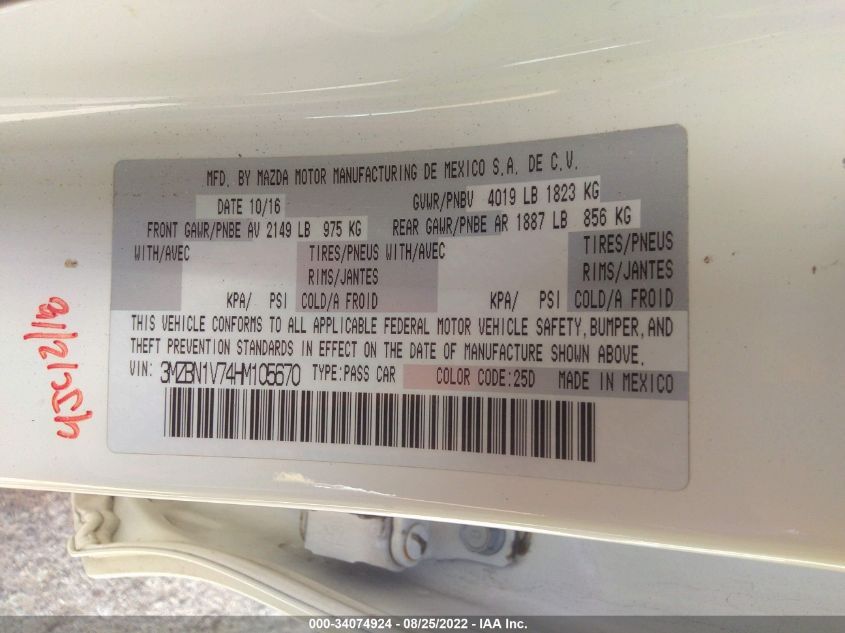 MFD. BY MAZDA MOTOR MANUFACTURING DE MEXICO S.A. DE C.V.
DATE 10/16 GVWR/PNBV 4019 LB 1823 KG
FRONT GAWR/PNBE AV 2149 LB 975 KG REAR GAWR/PNBE AR 1887 LB 856 KG
WITH/AVEC TIRES/PNEUS WITH/AVEC TIRES/PNEUS
RIMS/JANTES RIMS/JANTES
KPA/ PSI COLD/A FROID KPA/ PSI COLD/A FROID
THIS VEHICLE CONFORMS TO ALL APPLICABLE FEDERAL MOTOR VEHICLE SAFETY, BUMPER, AND
THEFT PREVENTION STANDARDS IN EFFECT ON THE DATE OF MANUFACTURE SHOWN ABOVE.
VIN: 3MZBN1V74HM105670 TYPE:PASS CAR COLOR CODE:25D MADE IN MEXICO
000-34074924 - 08/25/2022 - IAA Inc.